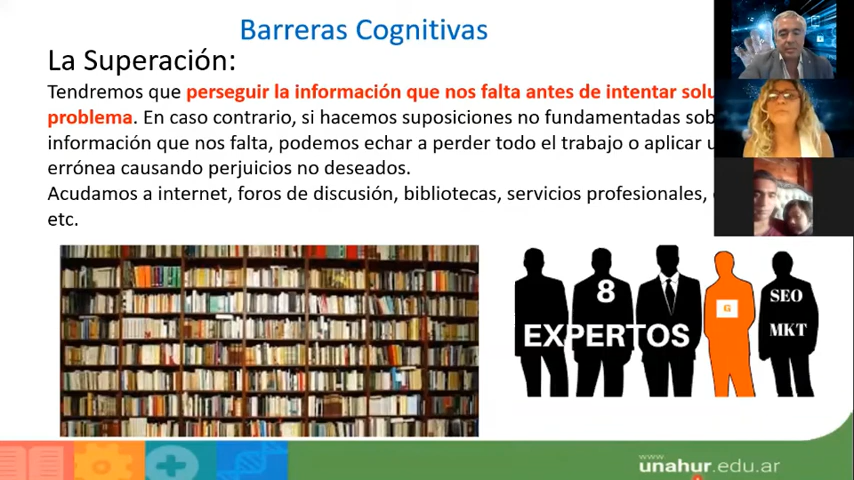 Barreras Cognitivas
La Superación:
Tendremos que perseguir la información que nos falta antes de intentar
problema. En caso contrario, si hacemos suposiciones no fundamentadas
información que nos falta, podemos echar a perder todo el trabajo o aplicar
errónea causando perjuicios no deseados.
Acudamos a internet, foros de discusión, bibliotecas, servicios profesionales,
etc.
8
EXPERTOS
G
SEO
MKT
www
unahur.edu.ar